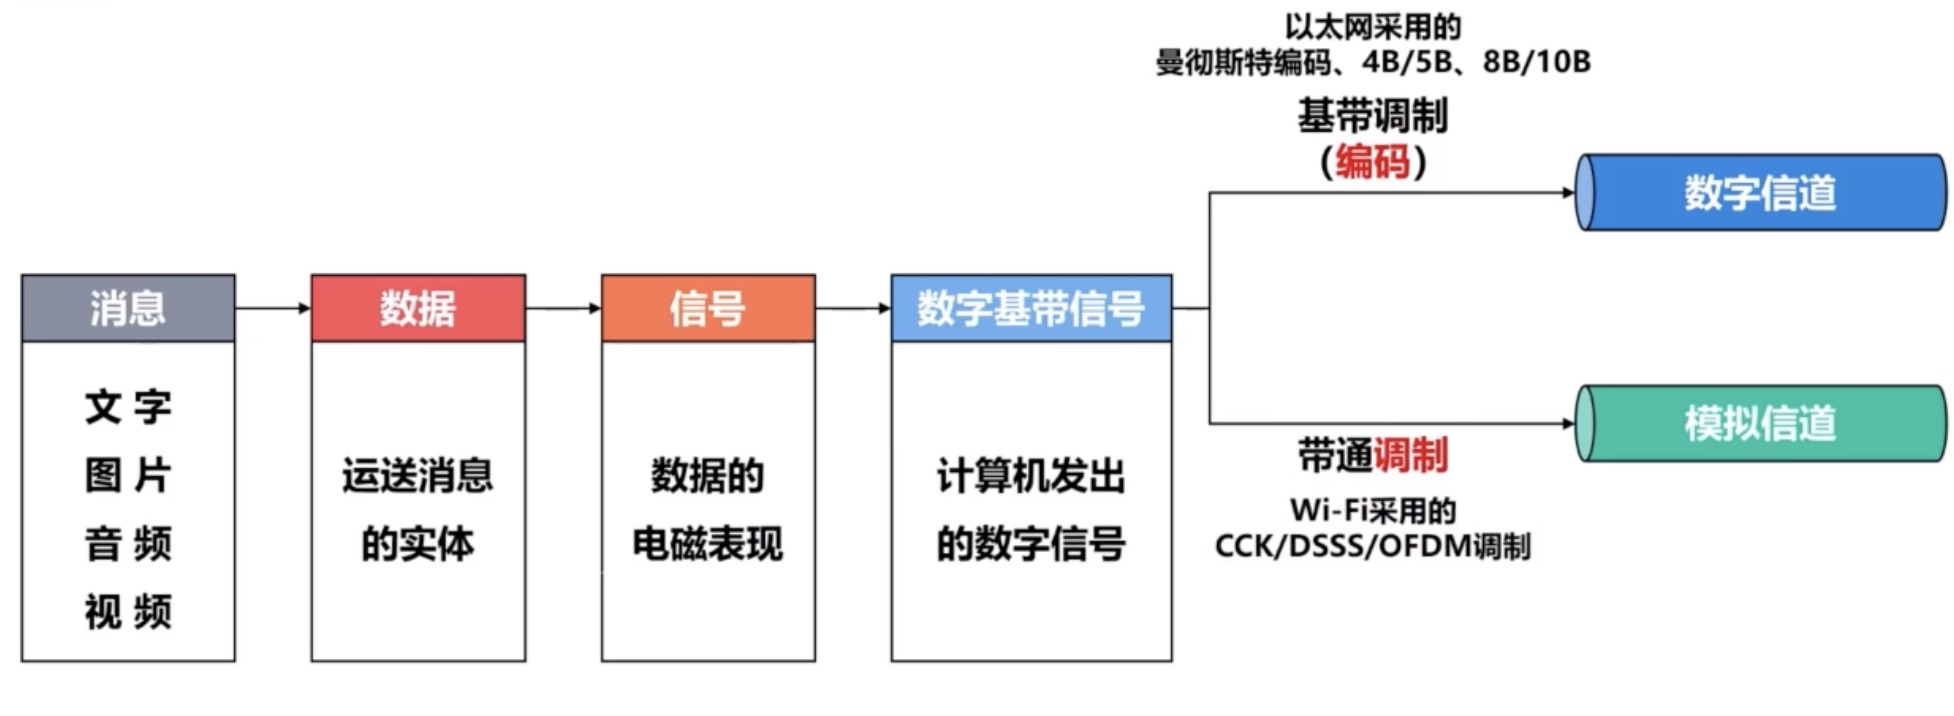 以太网采用的
曼彻斯特编码、4B/5B、8B/10B
基带调制
(编码)
数字信道
消息
数据
信号
数字基带信号
文字
图片
音频
视频
运送消息
的实体
数据的
电磁表现
计算机发出
的数字信号
模拟信道
带通调制
Wi-Fi采用的
CCK/DSSS/OFDM调制